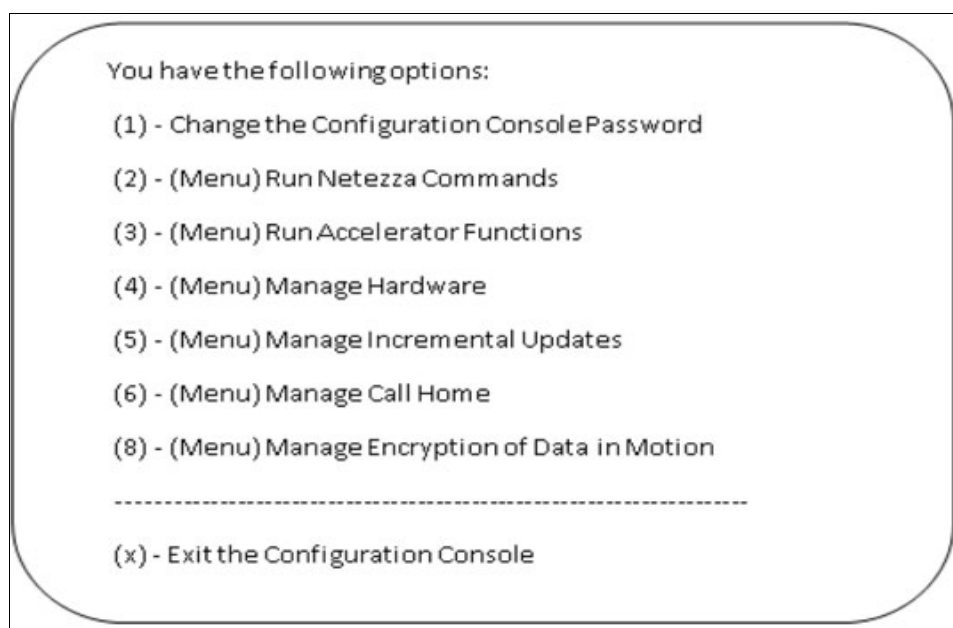 You have the following options:
(1) - Change the Configuration Console Password
(2) - (Menu) Run Netezza Commands
(3) - (Menu) Run Accelerator Functions
(4) - (Menu) Manage Hardware
(5) - (Menu) Manage Incremental Updates
(6) - (Menu) Manage Call Home
(8) - (Menu) Manage Encryption of Data in Motion
----------------------------------------------------------------------
(x) - Exit the Configuration Console